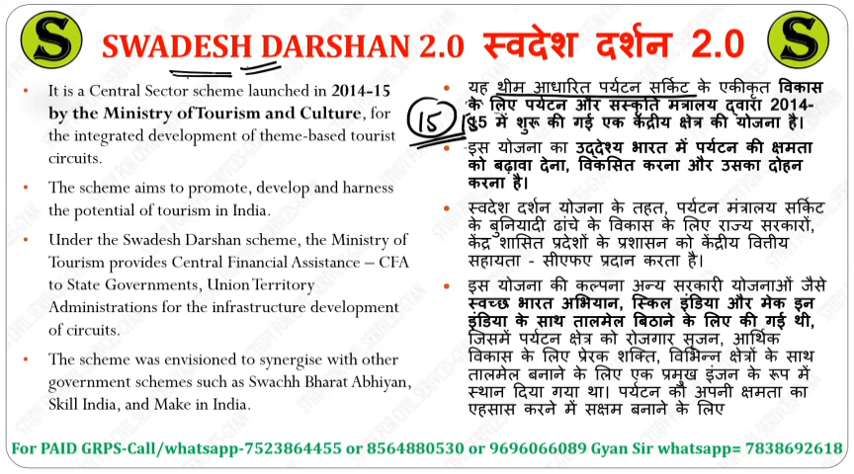 S SWADESH DARSHAN 2.0 स्वदेश दर्शन 2.0 S
• It is a Central Sector scheme launched in 2014-15
by the Ministry of Tourism and Culture, for
the integrated development of theme-based tourist
circuits.
• The scheme aims to promote, develop and harness
the potential of tourism in India.
• Under the Swadesh Darshan scheme, the Ministry of
Tourism provides Central Financial Assistance – CFA
to State Governments, Union Territory
Administrations for the infrastructure development
of circuits.
• The scheme was envisioned to synergise with other
government schemes such as Swachh Bharat Abhiyan,
Skill India, and Make in India.
• यह थीम आधारित पर्यटन सर्किट के एकीकृत विकास
के लिए पर्यटन और संस्कृति मंत्रालय द्वारा 2014-
15 में शुरू की गई एक केंद्रीय क्षेत्र की योजना है।
15
• इस योजना का उद्देश्य भारत में पर्यटन की क्षमता
को बढ़ावा देना, विकसित करना और उसका दोहन
करना है।
• स्वदेश दर्शन योजना के तहत, पर्यटन मंत्रालय सर्किट
के बुनियादी ढांचे के विकास के लिए राज्य सरकारों,
केंद्र शासित प्रदेशों के प्रशासन को केंद्रीय वित्तीय
सहायता - सीएफए प्रदान करता है।
• इस योजना की कल्पना अन्य सरकारी योजनाओं जैसे
स्वच्छ भारत अभियान, स्किल इंडिया और मेक इन
इंडिया के साथ तालमेल बिठाने के लिए की गई थी,
जिसमें पर्यटन क्षेत्र को रोजगार सृजन, आर्थिक
विकास के लिए प्रेरक शक्ति, विभिन्न क्षेत्रों के साथ
तालमेल बनाने के लिए एक प्रमुख इंजन के रूप में
स्थान दिया गया था। पर्यटन को अपनी क्षमता का
एहसास करने में सक्षम बनाने के लिए
For PAID GRPS-Call/whatsapp-7523864455 or 8564880530 or 9696066089 Gyan Sir whatsapp= 7838692618